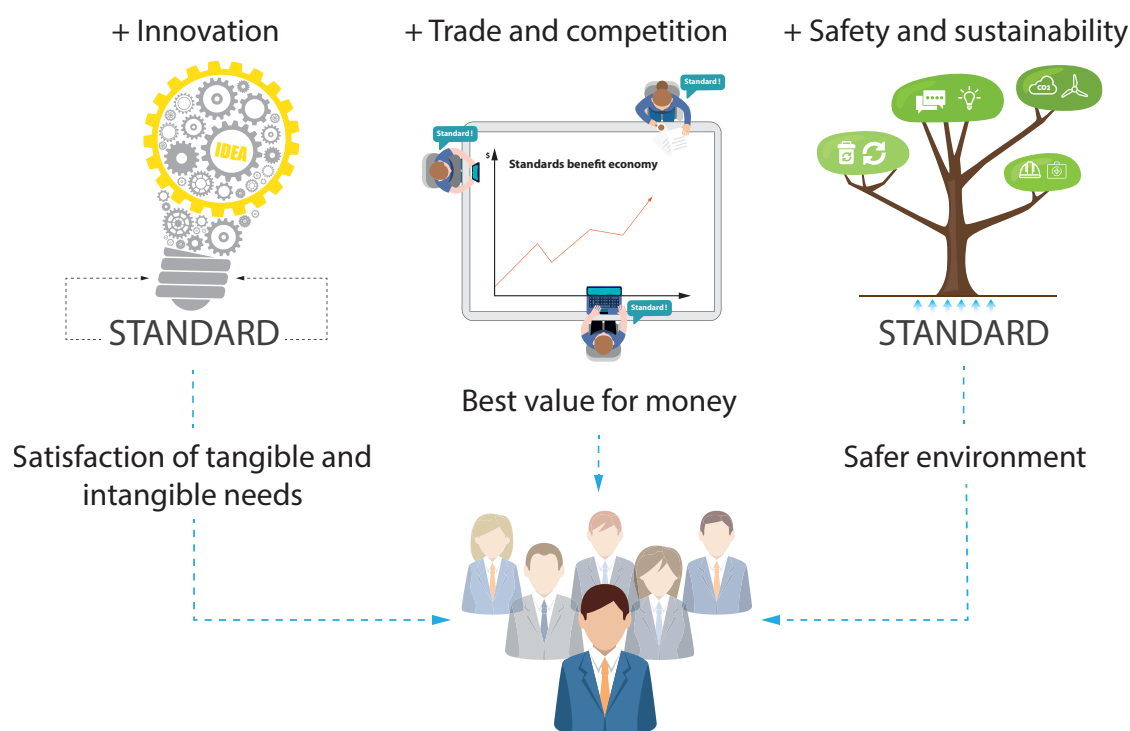 + Innovation
+ Trade and competition
+ Safety and sustainability
IDEA
Standard !
Standard !
$
Standards benefit economy
Standard !
CO2
STANDARD
STANDARD
Best value for money
Satisfaction of tangible and
intangible needs
Safer environment